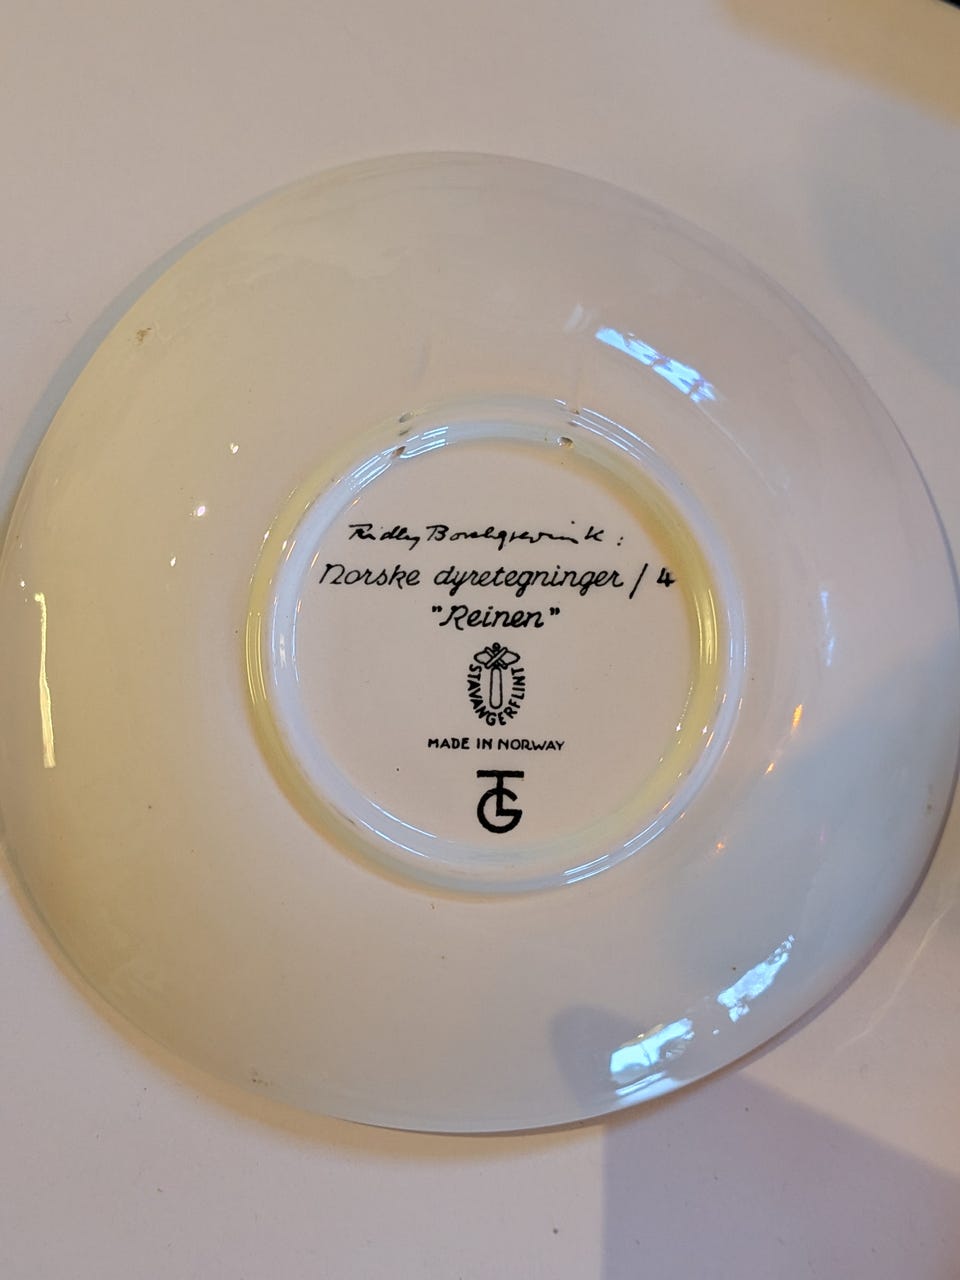 Ridley Borchgrevink:
Norske dyretegninger / 4
"Reinen"
STAVANGERFLINT
MADE IN NORWAY
TG